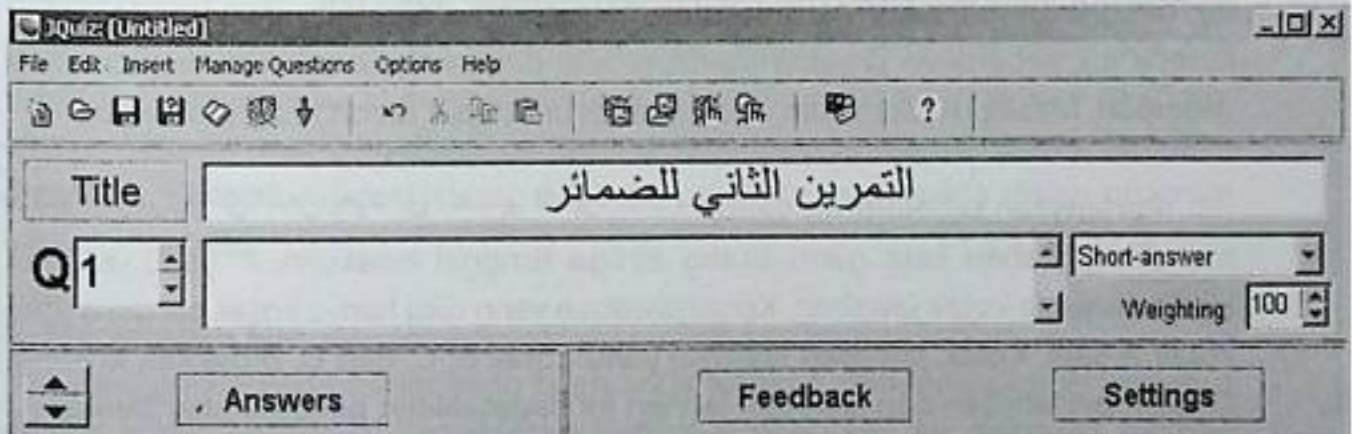 JQuiz: [Untitled]
File Edit Insert Manage Questions Options Help
?
Title التمرين الثاني للضمائر
Q 1 Short-answer
Weighting 100
Answers Feedback Settings